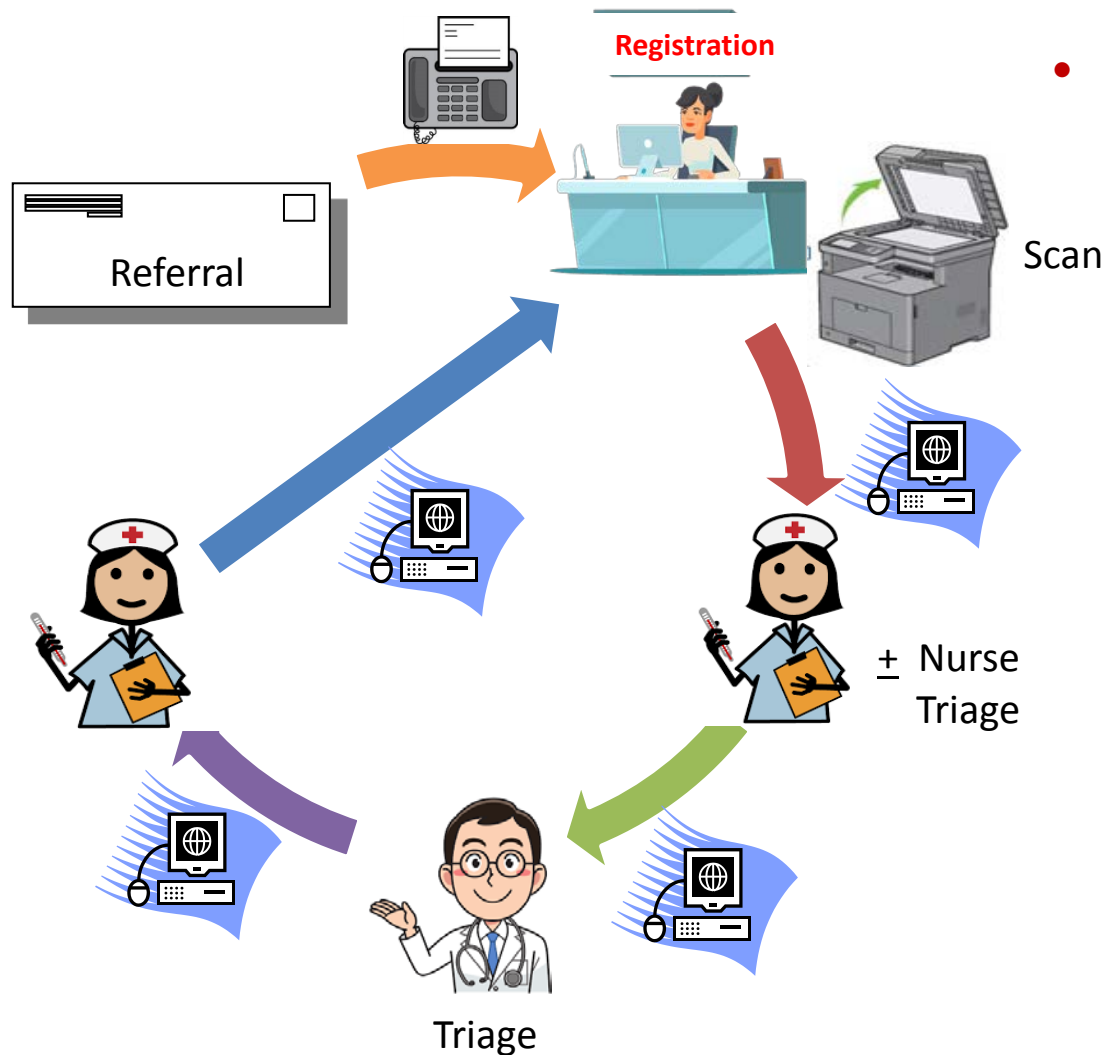 Registration
Referral
Scan
+ Nurse
Triage
Triage